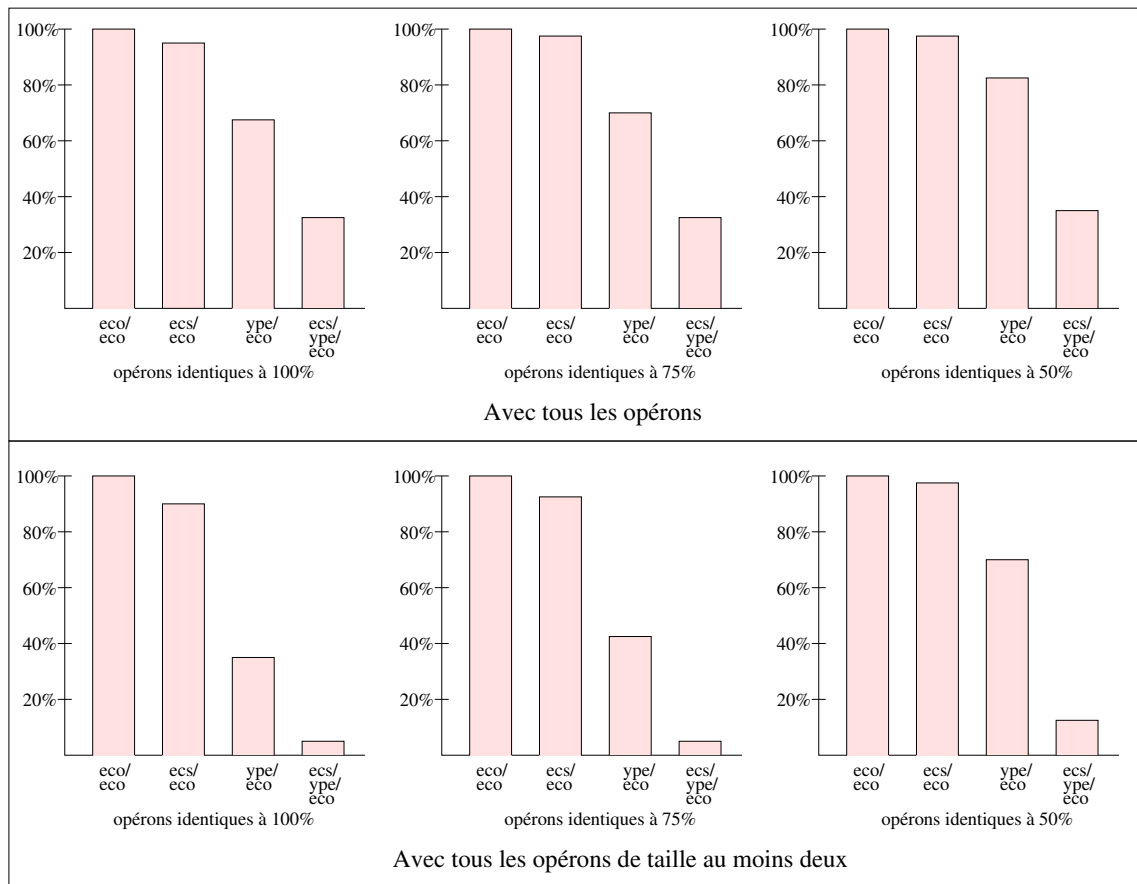 100% 100% 100%
80% 80% 80%
60% 60% 60%
40% 40% 40%
20% 20% 20%
eco/ ecs/ ype/ ecs/ eco/ ecs/ ype/ ecs/ eco/ ecs/ ype/ ecs/
eco eco eco ype/ eco eco eco ype/ eco eco eco ype/
eco eco eco
opérons identiques à 100% opérons identiques à 75% opérons identiques à 50%
Avec tous les opérons
100% 100% 100%
80% 80% 80%
60% 60% 60%
40% 40% 40%
20% 20% 20%
eco/ ecs/ ype/ ecs/ eco/ ecs/ ype/ ecs/ eco/ ecs/ ype/ ecs/
eco eco eco ype/ eco eco eco ype/ eco eco eco ype/
eco eco eco
opérons identiques à 100% opérons identiques à 75% opérons identiques à 50%
Avec tous les opérons de taille au moins deux